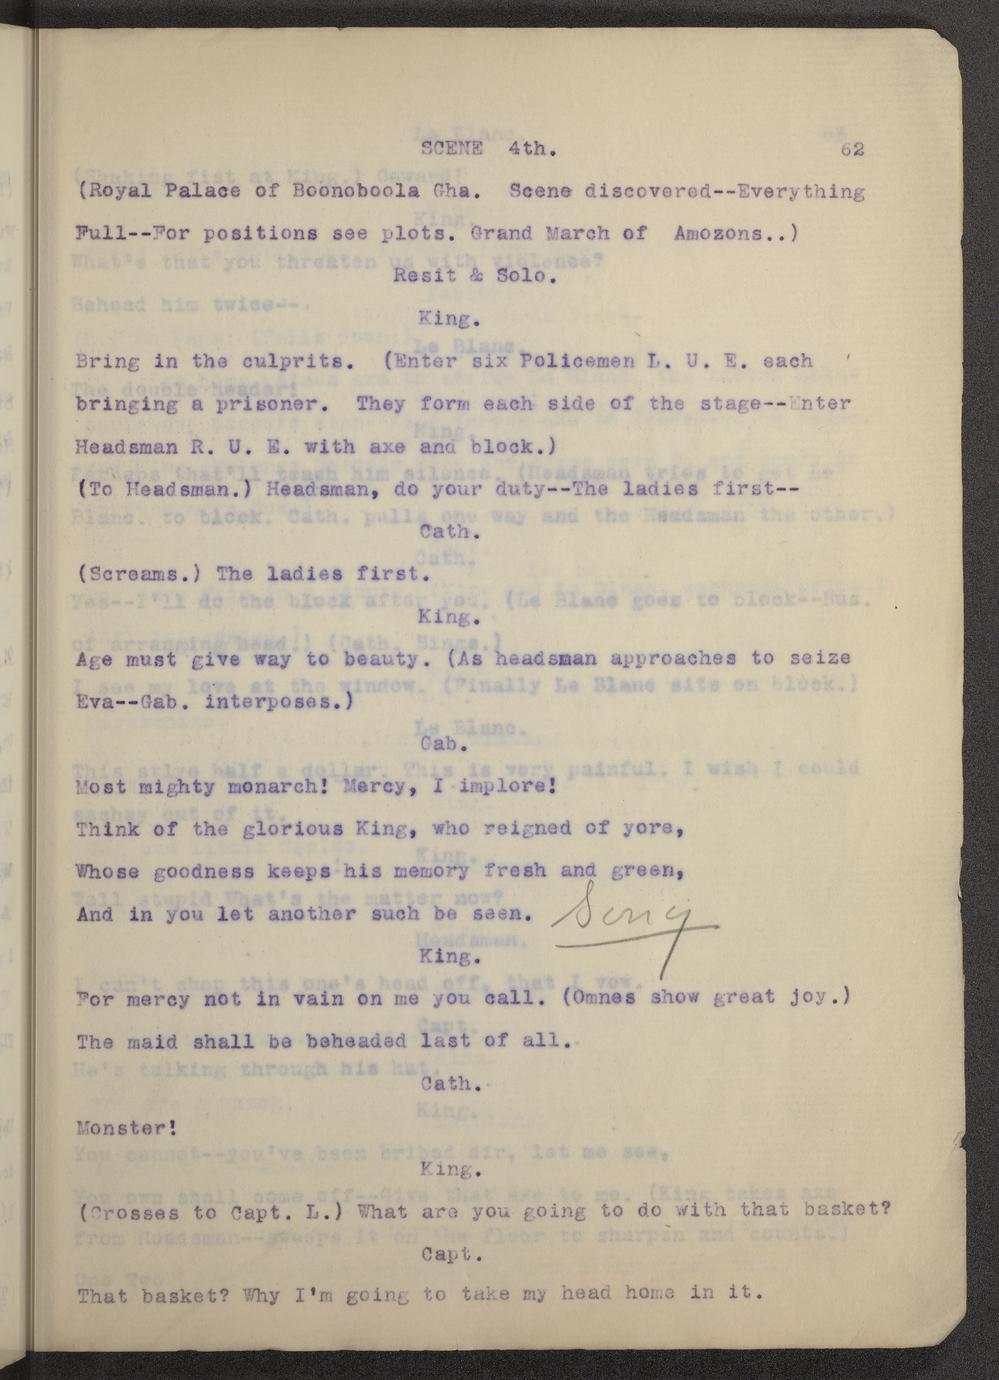 SCENE 4th. 62
(Royal Palace of Boonoboola Gha. Scene discovered--Everything
Full--For positions see plots. Grand March of Amozons..)
Resit & Solo.
King.
Bring in the culprits. (Enter six Policemen L. U. E. each
bringing a prisoner. They form each side of the stage--Enter
Headsman R. U. E. with axe and block.)
(To Headsman.) Headsman, do your duty--The ladies first--
Cath.
(Screams.) The ladies first.
King.
Age must give way to beauty. (As headsman approaches to seize
Eva--Gab. interposes.)
Gab.
Most mighty monarch! Mercy, I implore!
Think of the glorious King, who reigned of yore,
Whose goodness keeps his memory fresh and green,
And in you let another such be seen. Song
King.
For mercy not in vain on me you call. (Omnes show great joy.)
The maid shall be beheaded last of all.
Cath.
Monster!
King.
(Crosses to Capt. L.) What are you going to do with that basket?
Capt.
That basket? Why I'm going to take my head home in it.